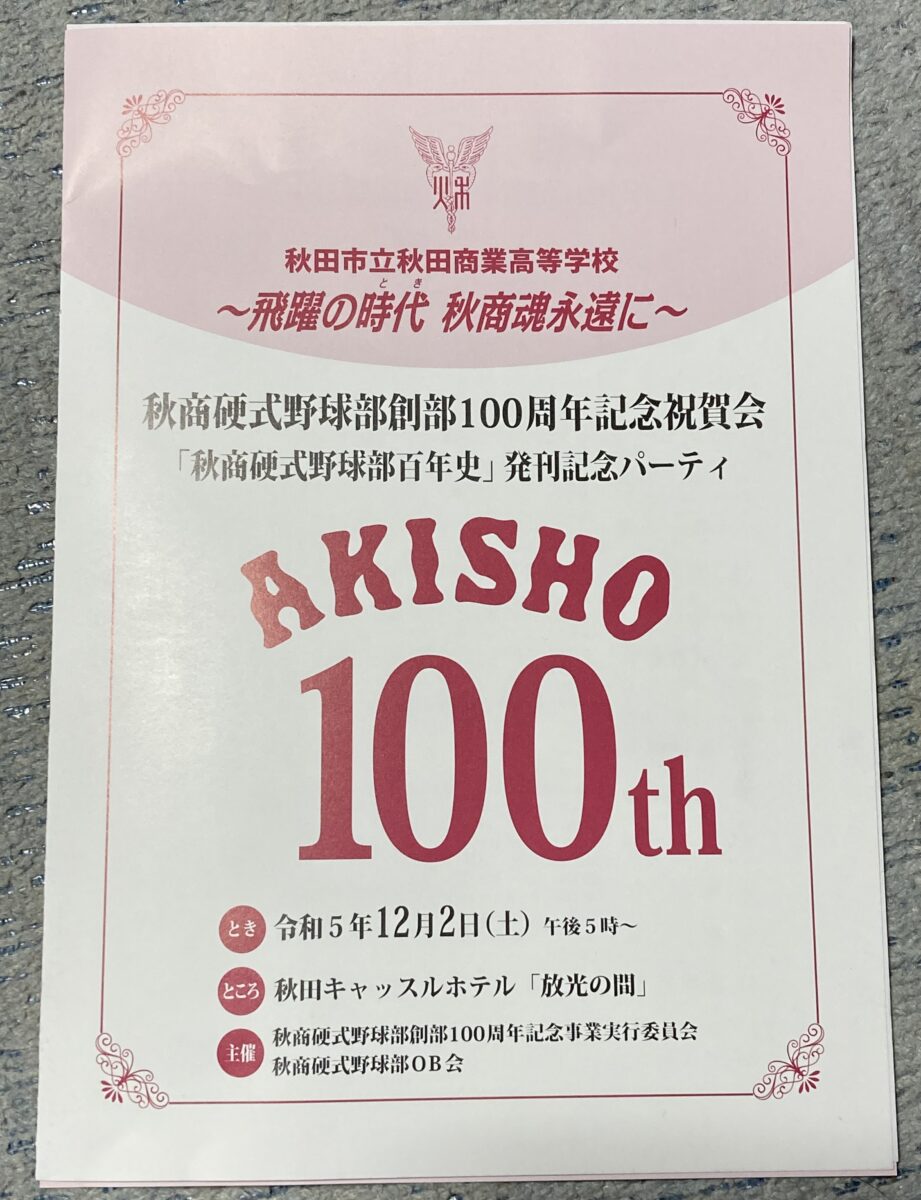 秋
秋田市立秋田商業高等学校
とき
～飛躍の時代 秋商魂永遠に～
秋商硬式野球部創部100周年記念祝賀会
「秋商硬式野球部百年史」発刊記念パーティ
AKISHO
100th
とき 令和5年12月2日(土) 午後5時～
ところ 秋田キャッスルホテル「放光の間」
主催 秋商硬式野球部創部100周年記念事業実行委員会
秋商硬式野球部OB会